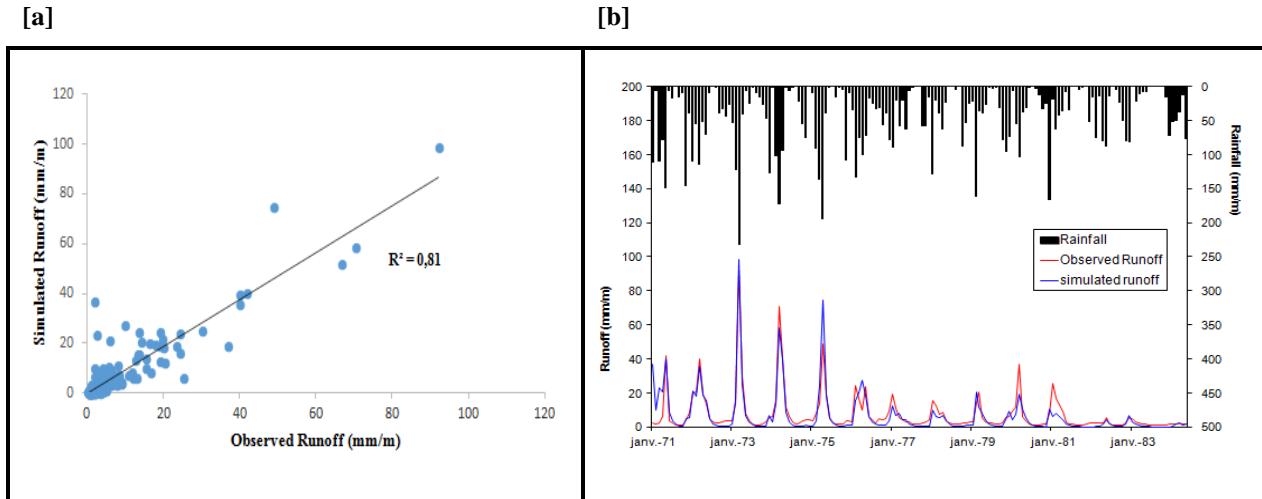 [a]
[b]
120
100
80
60
40
20
0
Simulated Runoff (mm/m)
R² = 0,81
0 20 40 60 80 100 120
Observed Runoff (mm/m)
200
180
160
140
120
100
80
60
40
20
0
Runoff (mm/m)
0
50
100
150
200
250
300
350
400
450
500
Rainfall (mm/m)
Rainfall
Observed Runoff
simulated runoff
janv.-71 janv.-73 janv.-75 janv.-77 janv.-79 janv.-81 janv.-83